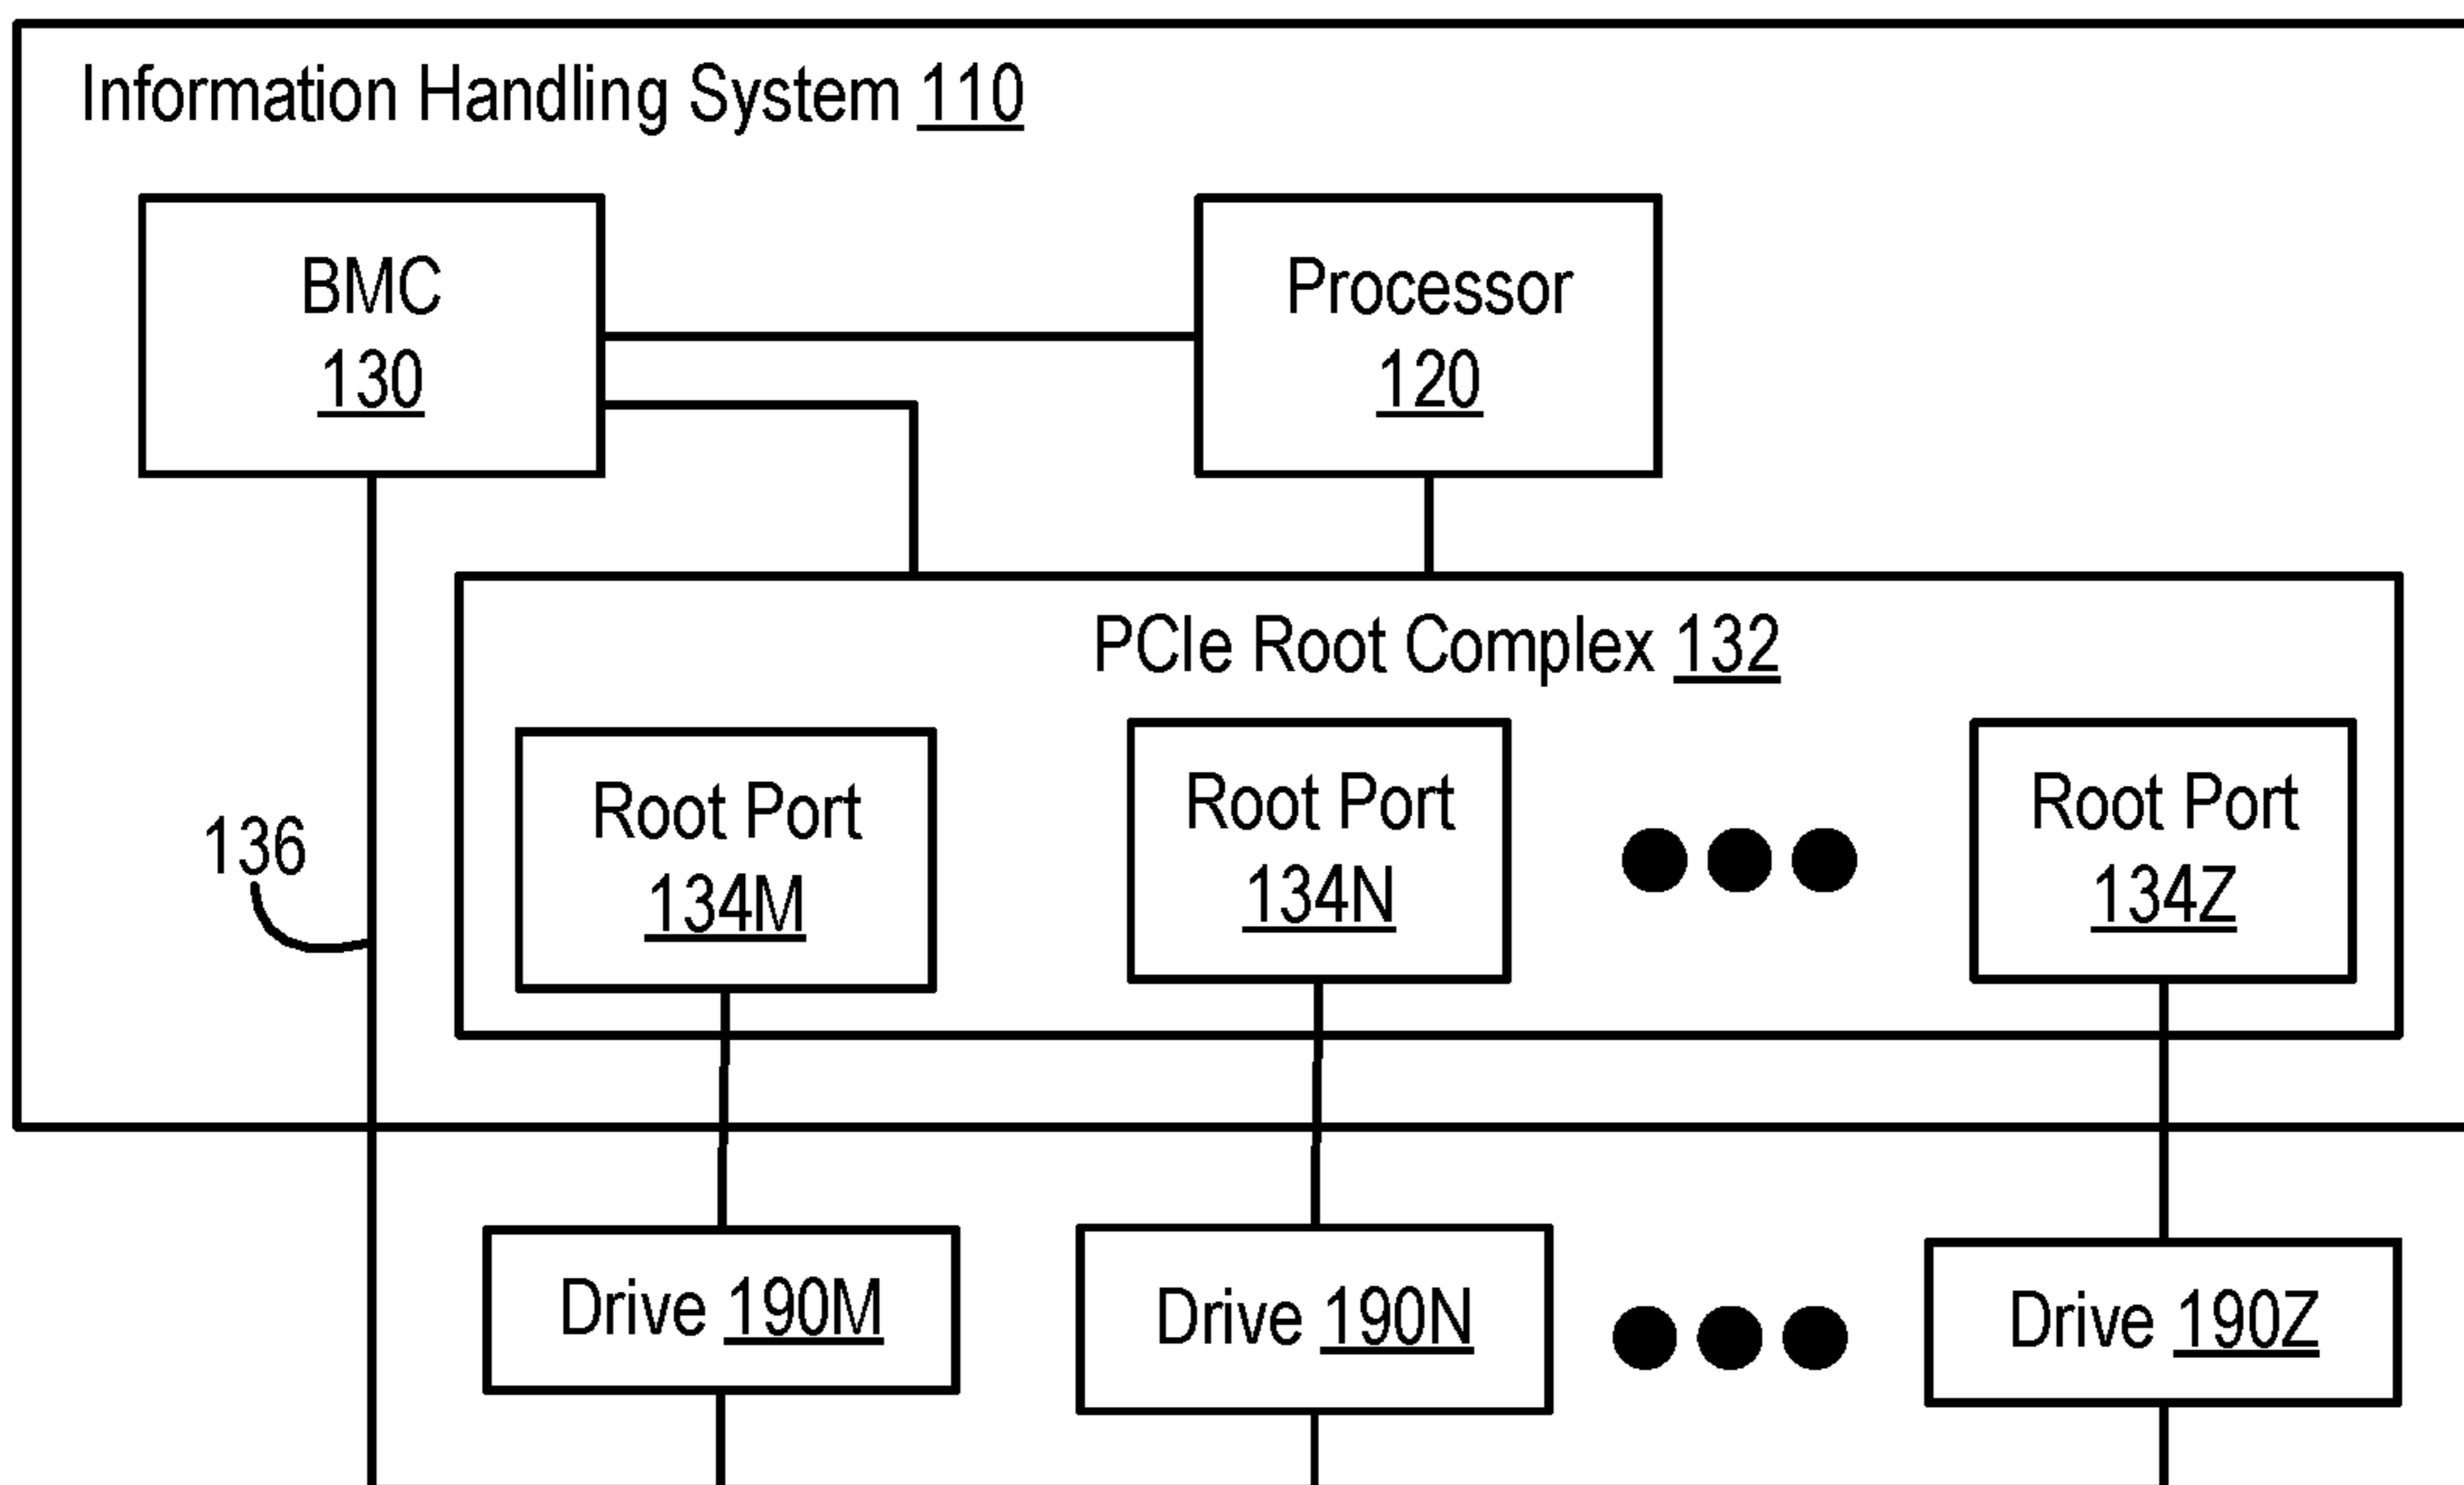 Information Handling System 110
BMC
130
Processor
120
PCIe Root Complex 132
Root Port
134M
Root Port
134N
Root Port
134Z
136
Drive 190M
Drive 190N
Drive 190Z